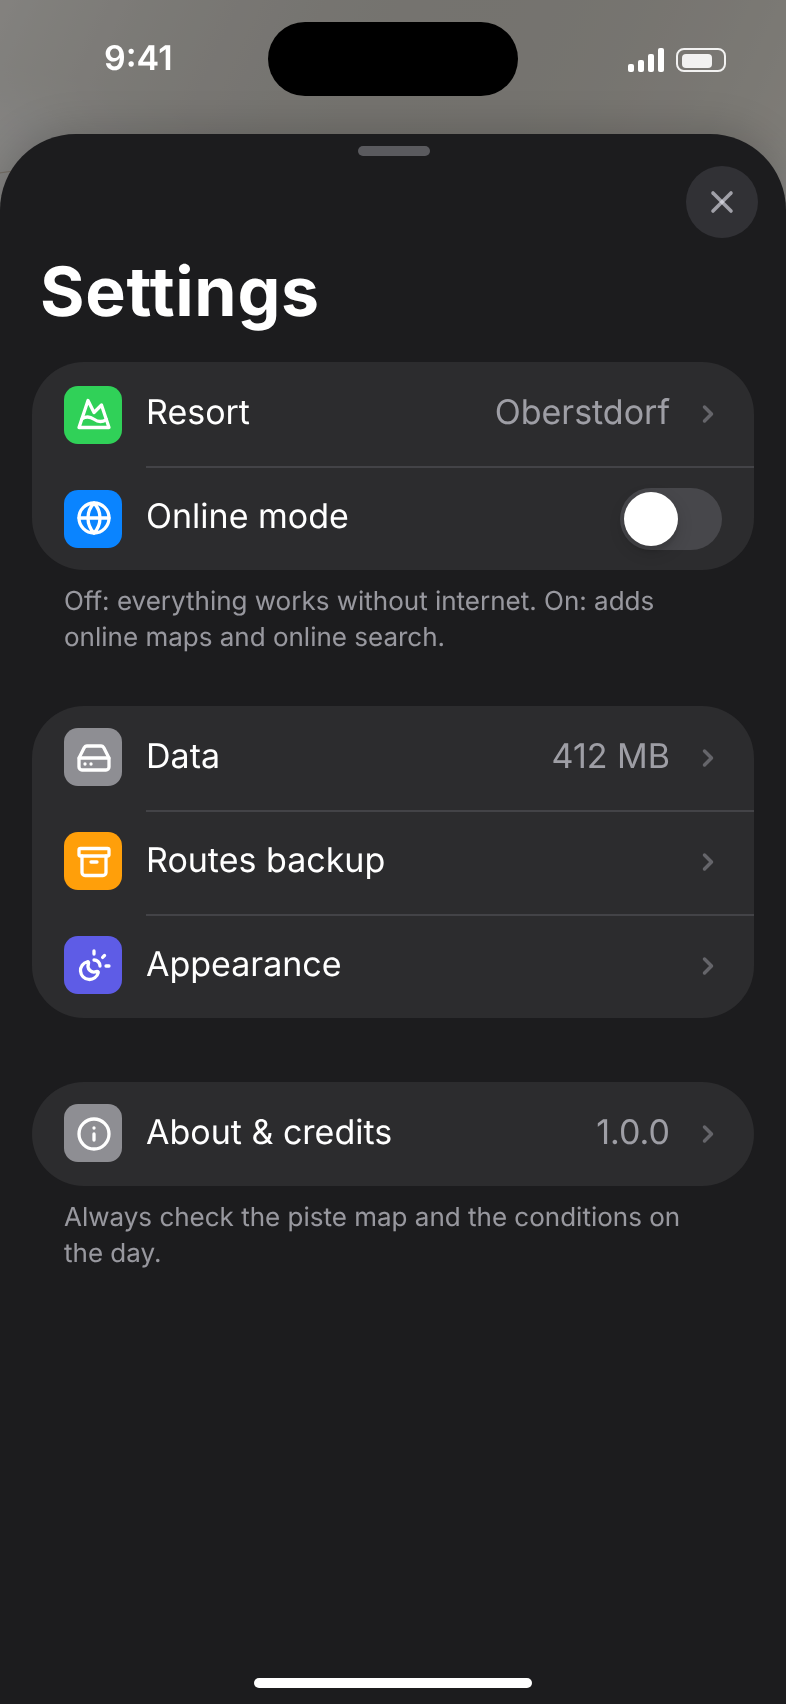 9:41
Settings
Resort Oberstdorf
Online mode
Off: everything works without internet. On: adds
online maps and online search.
Data 412 MB
Routes backup
Appearance
About & credits 1.0.0
Always check the piste map and the conditions on
the day.